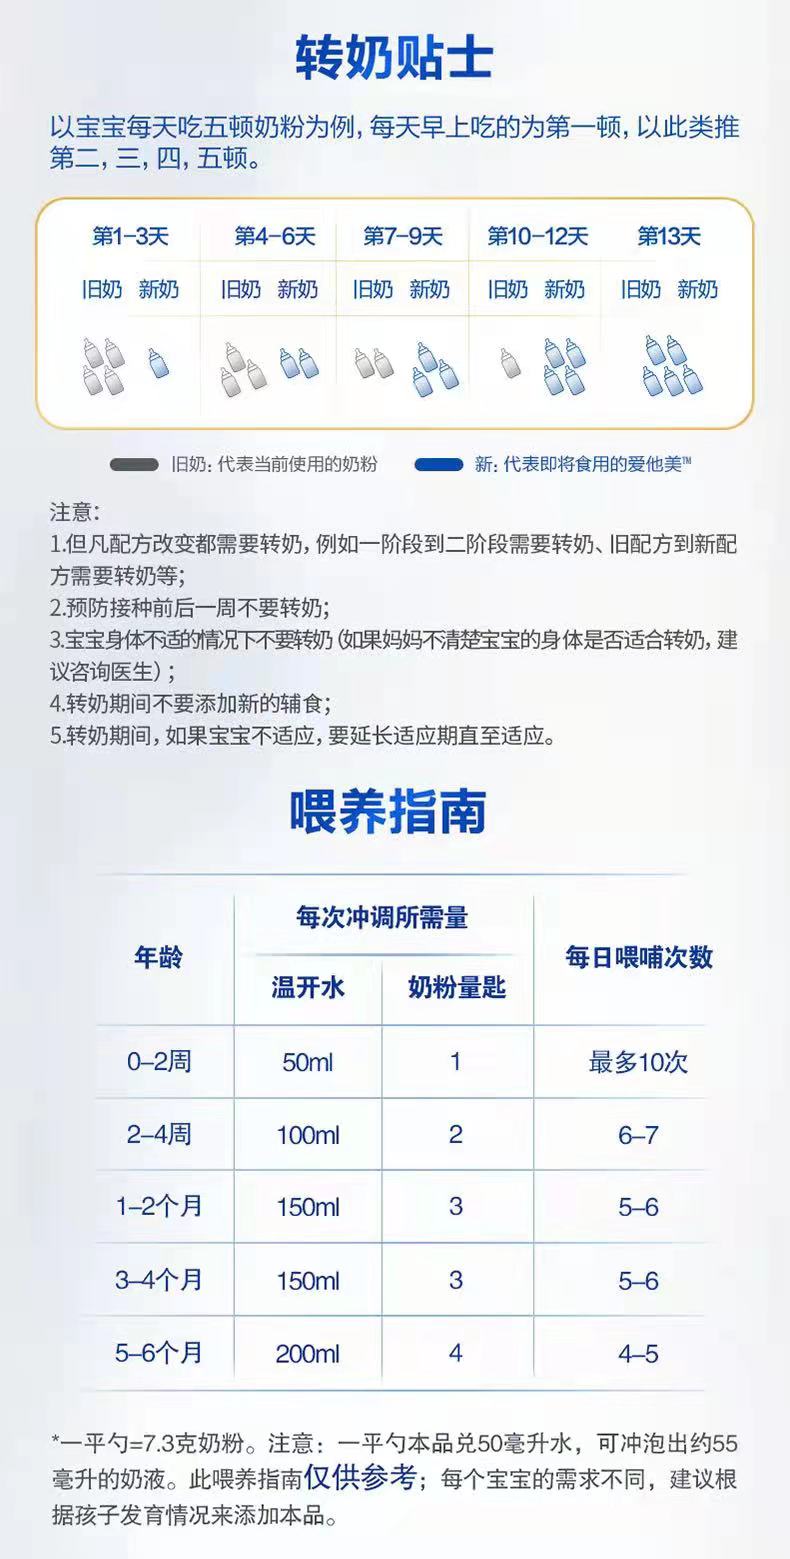 转奶贴士
以宝宝每天吃五顿奶粉为例，每天早上吃的为第一顿，以此类推
第二，三，四，五顿。
第1-3天 第4-6天 第7-9天 第10-12天 第13天
旧奶 新奶 旧奶 新奶 旧奶 新奶 旧奶 新奶 旧奶 新奶
旧奶：代表当前使用的奶粉 新：代表即将食用的爱他美™
注意：
1.但凡配方改变都需要转奶，例如一阶段到二阶段需要转奶、旧配方到新配
方需要转奶等；
2.预防接种前后一周不要转奶；
3.宝宝身体不适的情况下不要转奶（如果妈妈不清楚宝宝的身体是否适合转奶，建
议咨询医生）；
4.转奶期间不要添加新的辅食；
5.转奶期间，如果宝宝不适应，要延长适应期直至适应。
喂养指南
年龄 每次冲调所需量 每日喂哺次数
温开水 奶粉量匙
0–2周 50ml 1 最多10次
2–4周 100ml 2 6–7
1–2个月 150ml 3 5–6
3–4个月 150ml 3 5–6
5–6个月 200ml 4 4–5
*一平勺=7.3克奶粉。注意：一平勺本品兑50毫升水，可冲泡出约55
毫升的奶液。此喂养指南仅供参考；每个宝宝的需求不同，建议根
据孩子发育情况来添加本品。